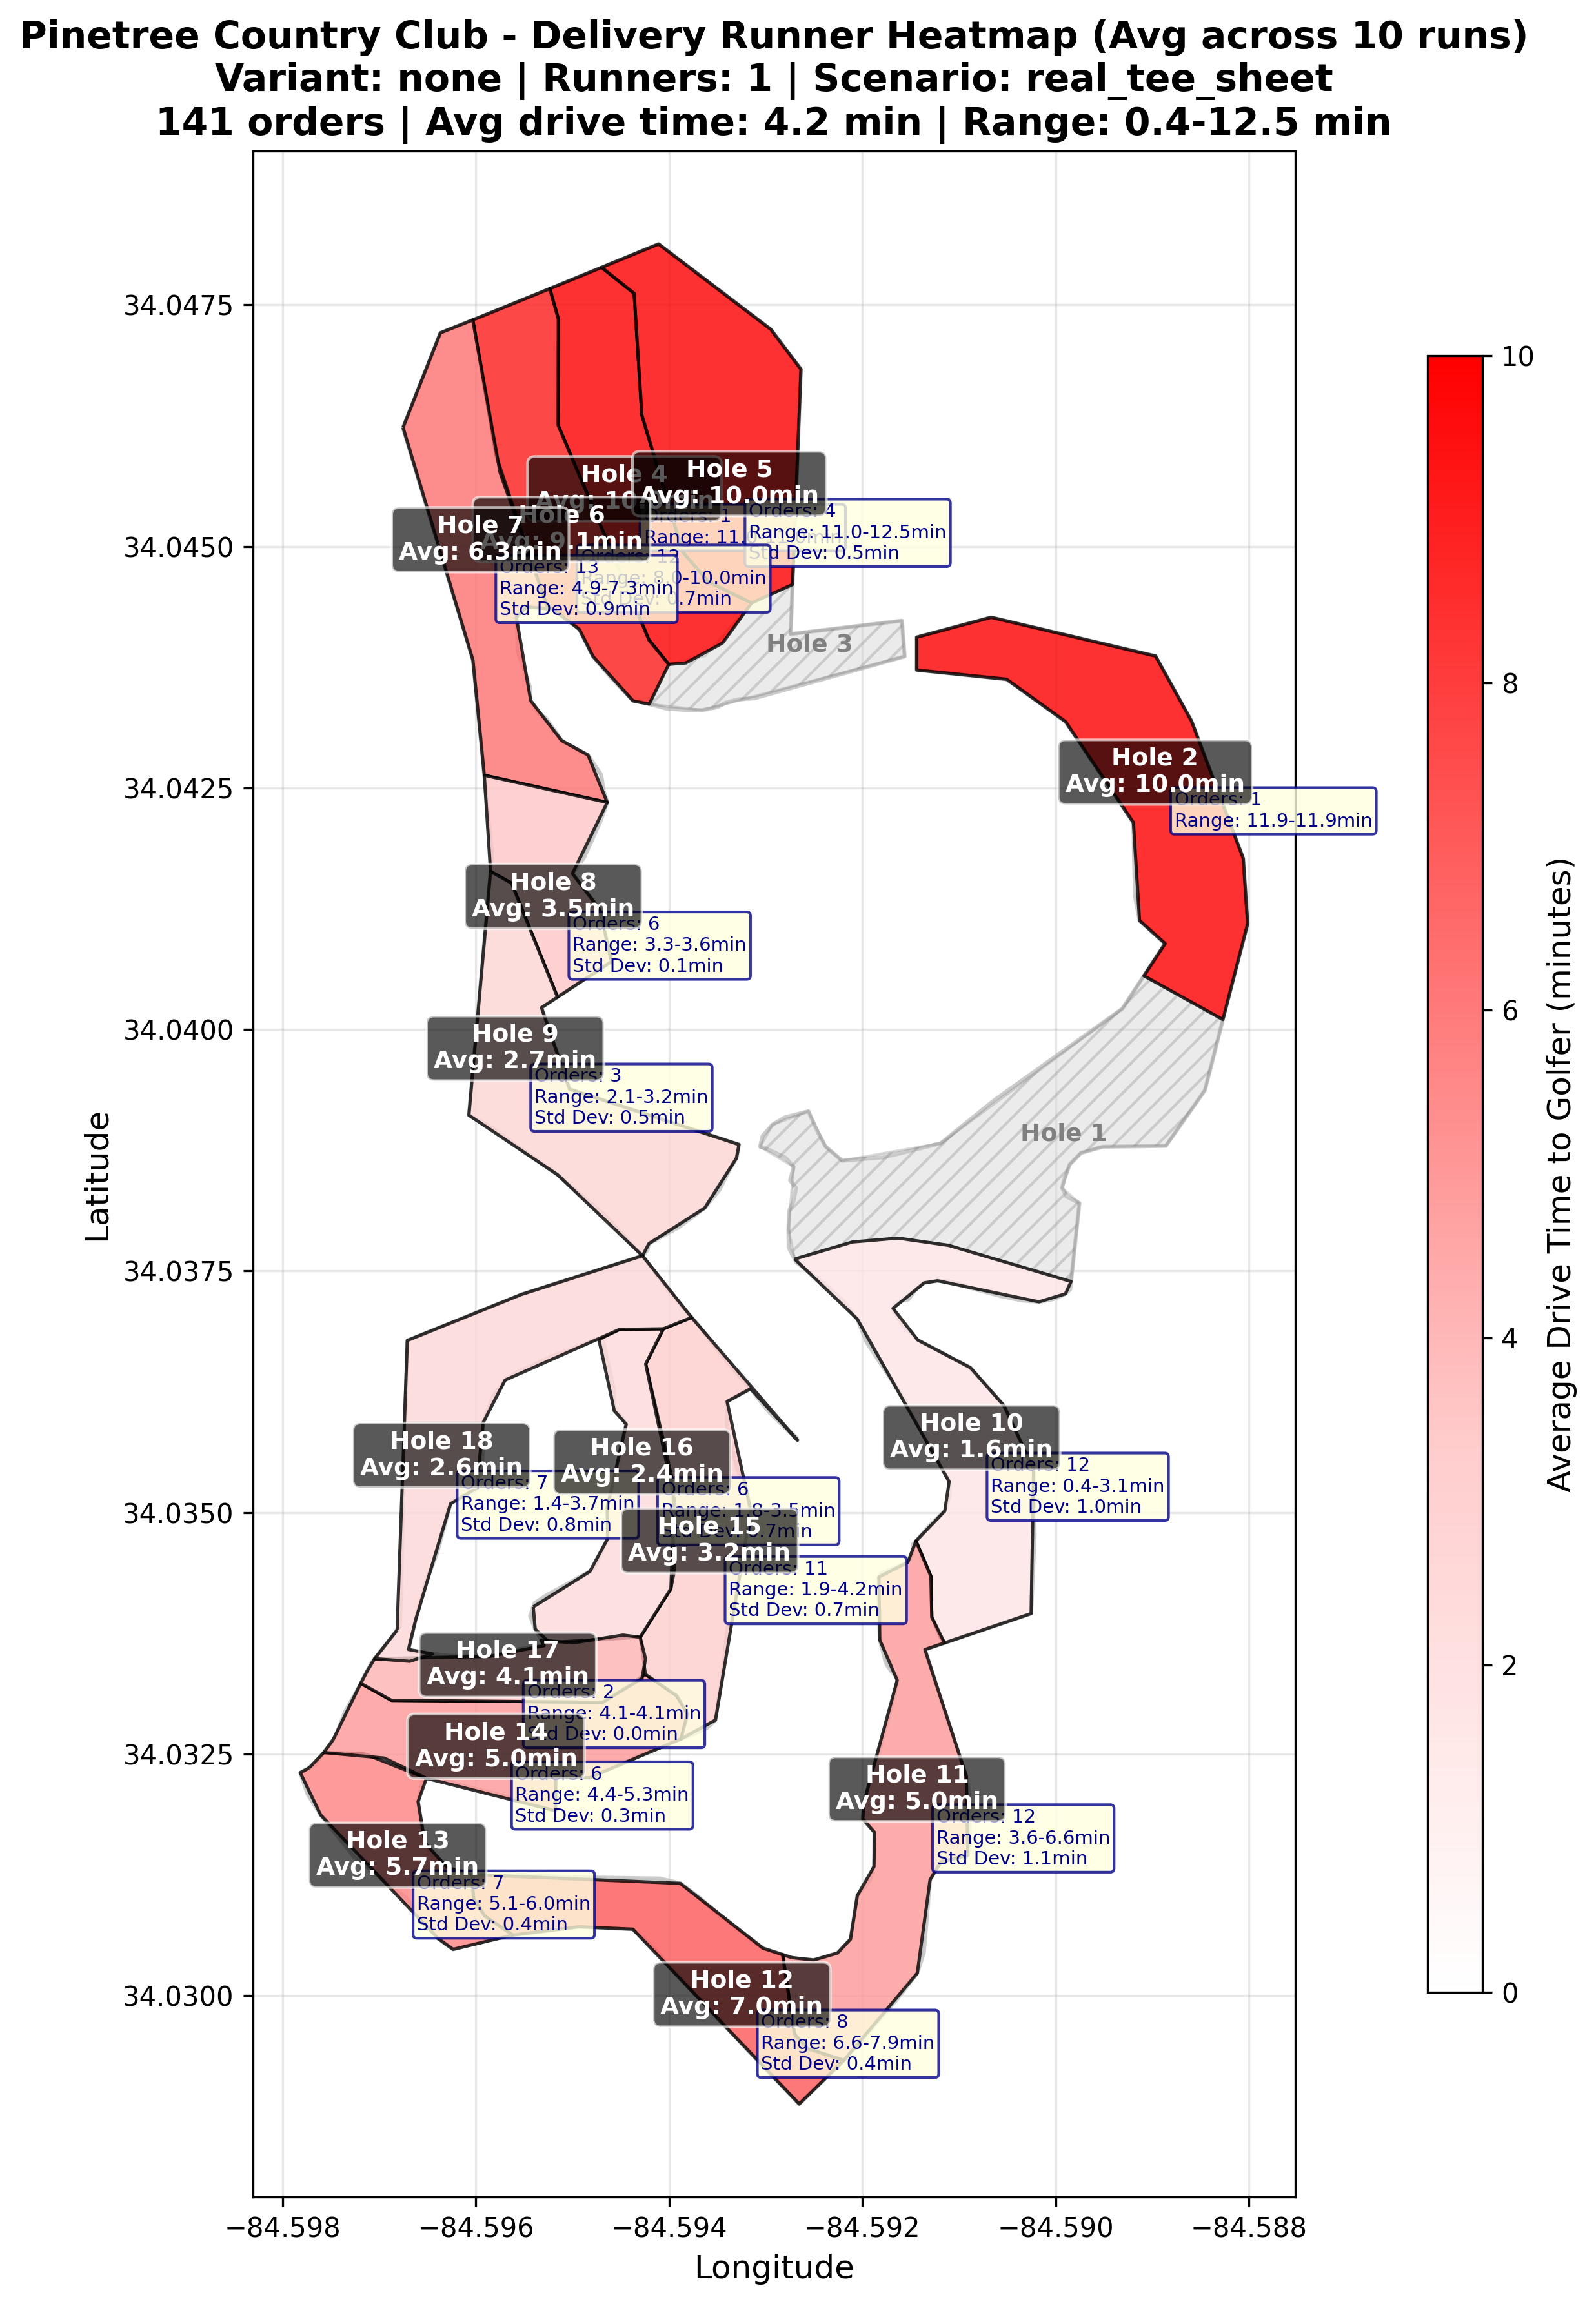 Pinetree Country Club - Delivery Runner Heatmap (Avg across 10 runs)
Variant: none | Runners: 1 | Scenario: real_tee_sheet
141 orders | Avg drive time: 4.2 min | Range: 0.4-12.5 min
34.0475
34.0450
34.0425
34.0400
34.0375
34.0350
34.0325
34.0300
Latitude
−84.598
−84.596
−84.594
−84.592
−84.590
−84.588
Longitude
10
8
6
4
2
0
Average Drive Time to Golfer (minutes)
Hole 4
Hole 5
Avg: 10.0min
Orders: 4
Range: 11.0-12.5min
Std Dev: 0.5min
Hole 6
Avg: 9.1min
Range: 8.0-10.0min
Hole 7
Avg: 6.3min
Orders: 13
Range: 4.9-7.3min
Std Dev: 0.9min
Hole 3
Hole 2
Avg: 10.0min
Orders: 1
Range: 11.9-11.9min
Hole 8
Avg: 3.5min
Orders: 6
Range: 3.3-3.6min
Std Dev: 0.1min
Hole 9
Avg: 2.7min
Orders: 3
Range: 2.1-3.2min
Std Dev: 0.5min
Hole 1
Hole 18
Avg: 2.6min
Orders: 7
Range: 1.4-3.7min
Std Dev: 0.8min
Hole 16
Avg: 2.4min
Orders: 6
Range: 1.8-3.5min
Std Dev: 0.7min
Hole 15
Avg: 3.2min
Orders: 11
Range: 1.9-4.2min
Std Dev: 0.7min
Hole 10
Avg: 1.6min
Orders: 12
Range: 0.4-3.1min
Std Dev: 1.0min
Hole 17
Avg: 4.1min
Orders: 2
Range: 4.1-4.1min
Std Dev: 0.0min
Hole 14
Avg: 5.0min
Orders: 6
Range: 4.4-5.3min
Std Dev: 0.3min
Hole 11
Avg: 5.0min
Orders: 12
Range: 3.6-6.6min
Std Dev: 1.1min
Hole 13
Avg: 5.7min
Orders: 7
Range: 5.1-6.0min
Std Dev: 0.4min
Hole 12
Avg: 7.0min
Orders: 8
Range: 6.6-7.9min
Std Dev: 0.4min